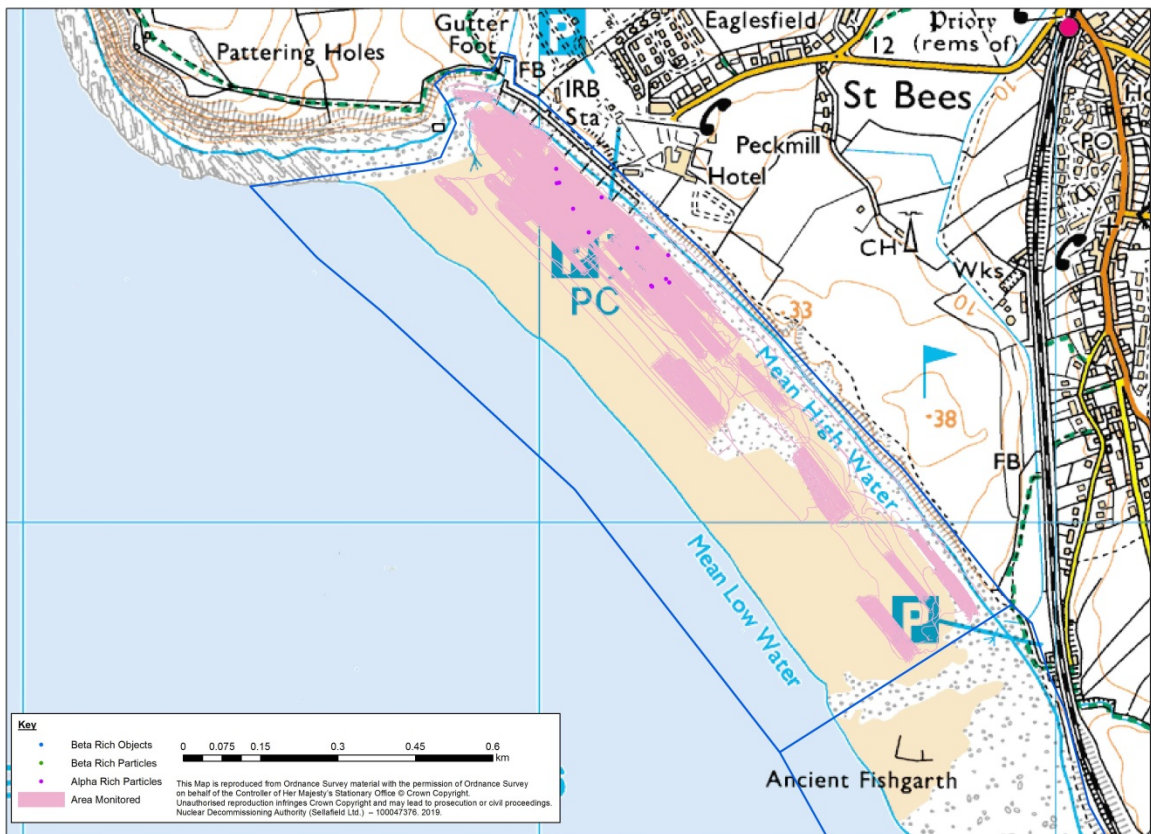 Pattering Holes
Gutter
Foot
FB
P
IRB
Sta
Eaglesfield
12
Priory
(rems of)
10
St Bees
Peckmill
Hotel
PO
CH
Wks
10
PC
33
38
Mean High Water
FB
Mean Low Water
P
Ancient Fishgarth
Key
Beta Rich Objects
Beta Rich Particles
Alpha Rich Particles
Area Monitored
0 0.075 0.15 0.3 0.45 0.6
km
This Map is reproduced from Ordnance Survey material with the permission of Ordnance Survey
on behalf of the Controller of Her Majesty's Stationary Office © Crown Copyright.
Unauthorised reproduction infringes Crown Copyright and may lead to prosecution or civil proceedings.
Nuclear Decommissioning Authority (Sellafield Ltd.) – 100047376, 2019.